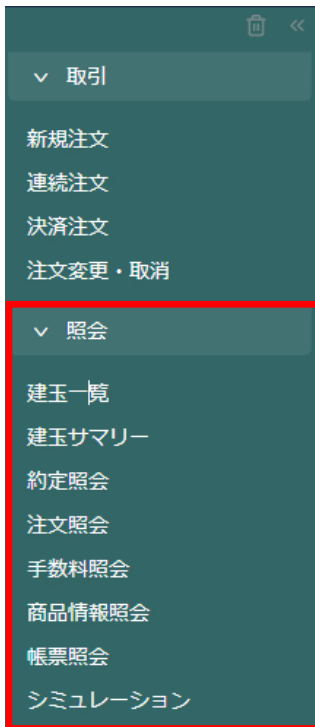 取引
新規注文
連続注文
決済注文
注文変更・取消
照会
建玉一覧
建玉サマリー
約定照会
注文照会
手数料照会
商品情報照会
帳票照会
シミュレーション